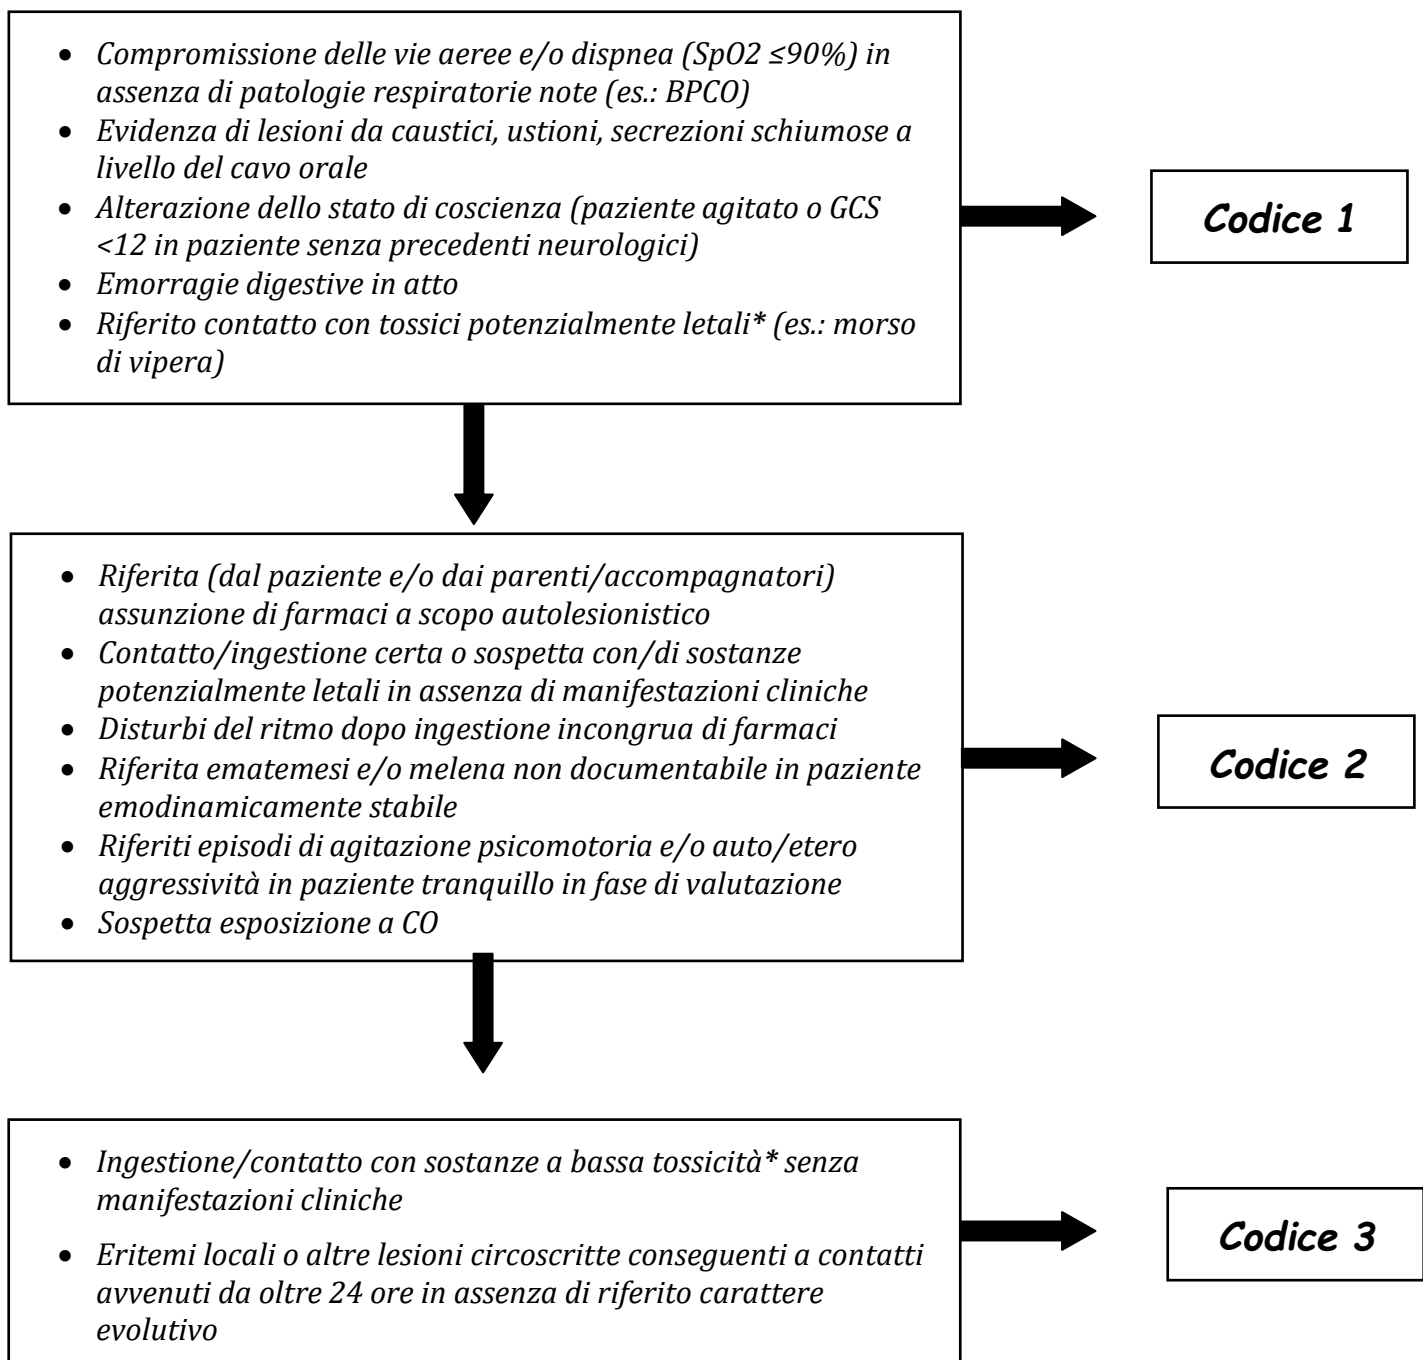 • Compromissione delle vie aeree e/o dispnea (SpO2 ≤90%) in
assenza di patologie respiratorie note (es.: BPCO)
• Evidenza di lesioni da caustici, ustioni, secrezioni schiumose a
livello del cavo orale
• Alterazione dello stato di coscienza (paziente agitato o GCS
<12 in paziente senza precedenti neurologici)
• Emorragie digestive in atto
• Riferito contatto con tossici potenzialmente letali* (es.: morso
di vipera)
Codice 1
• Riferita (dal paziente e/o dai parenti/accompagnatori)
assunzione di farmaci a scopo autolesionistico
• Contatto/ingestione certa o sospetta con/di sostanze
potenzialmente letali in assenza di manifestazioni cliniche
• Disturbi del ritmo dopo ingestione incongrua di farmaci
• Riferita ematemesi e/o melena non documentabile in paziente
emodinamicamente stabile
• Riferiti episodi di agitazione psicomotoria e/o auto/etero
aggressività in paziente tranquillo in fase di valutazione
• Sospetta esposizione a CO
Codice 2
• Ingestione/contatto con sostanze a bassa tossicità* senza
manifestazioni cliniche
• Eritemi locali o altre lesioni circoscritte conseguenti a contatti
avvenuti da oltre 24 ore in assenza di riferito carattere
evolutivo
Codice 3